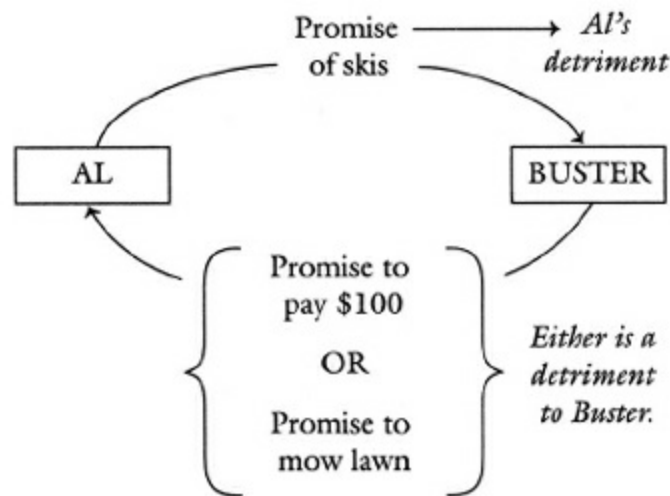 Promise
of skis
Al's
detriment
AL
BUSTER
Promise to
pay $100
OR
Promise to
mow lawn
Either is a
detriment
to Buster.